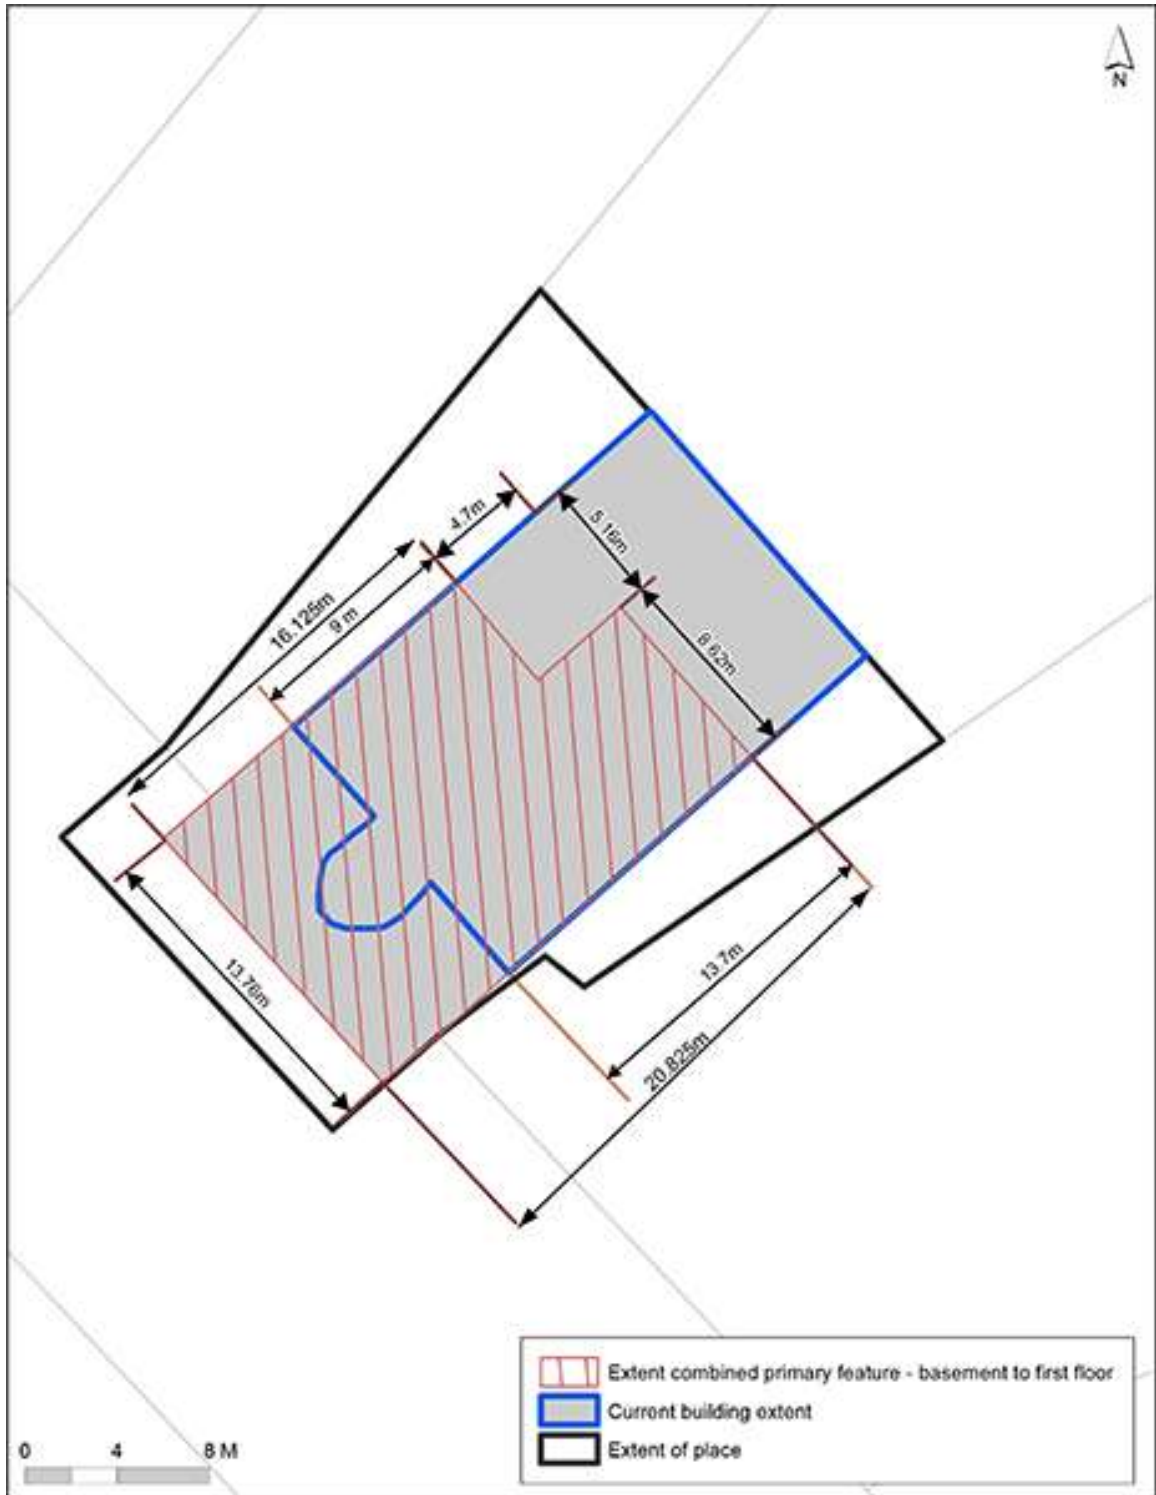 N
4.7m
5.16m
16.125m
9 m
8.62m
13.76m
13.7m
20.825m
Extent combined primary feature - basement to first floor
Current building extent
Extent of place
0 4 8 M